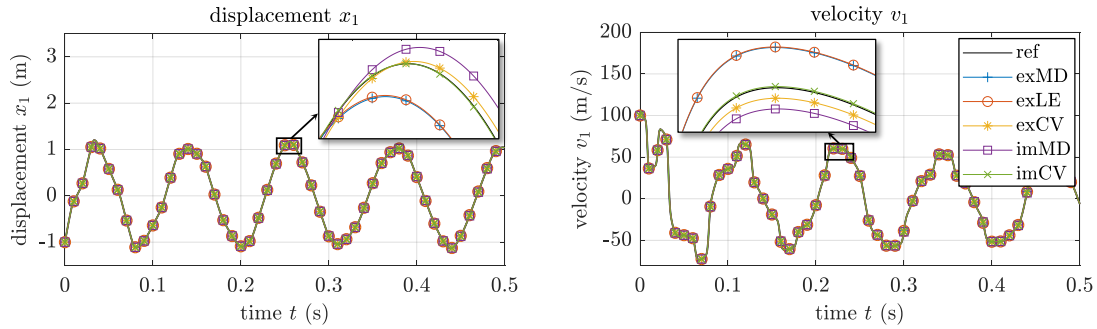 displacement x₁
displacement x₁ (m)
3
2
1
0
-1
0
0.1
0.2
0.3
0.4
0.5
time t (s)
velocity v₁
velocity v₁ (m/s)
200
150
100
50
0
-50
0
0.1
0.2
0.3
0.4
0.5
time t (s)
ref
exMD
exLE
exCV
imMD
imCV